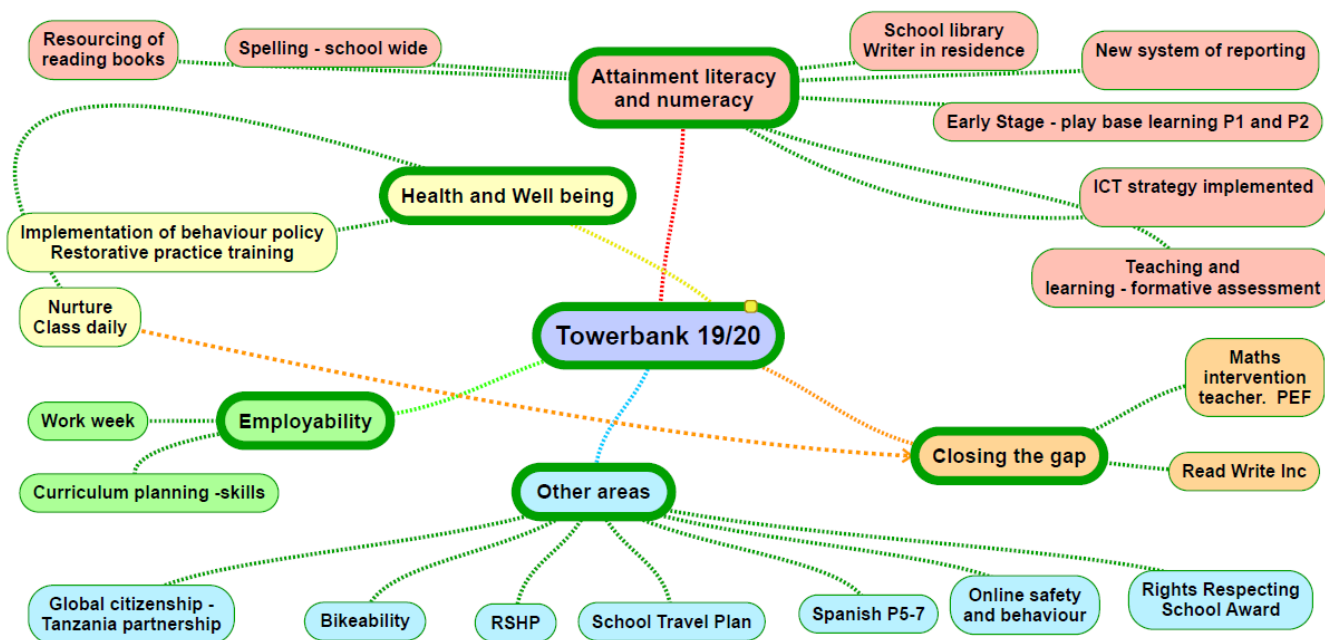 Resourcing of
reading books
Spelling - school wide
Attainment literacy
and numeracy
School library
Writer in residence
New system of reporting
Early Stage - play base learning P1 and P2
ICT strategy implemented
Teaching and
learning - formative assessment
Health and Well being
Implementation of behaviour policy
Restorative practice training
Nurture
Class daily
Towerbank 19/20
Maths
intervention
teacher. PEF
Employability
Work week
Curriculum planning -skills
Closing the gap
Read Write Inc
Other areas
Global citizenship -
Tanzania partnership
Bikeability
RSHP
School Travel Plan
Spanish P5-7
Online safety
and behaviour
Rights Respecting
School Award